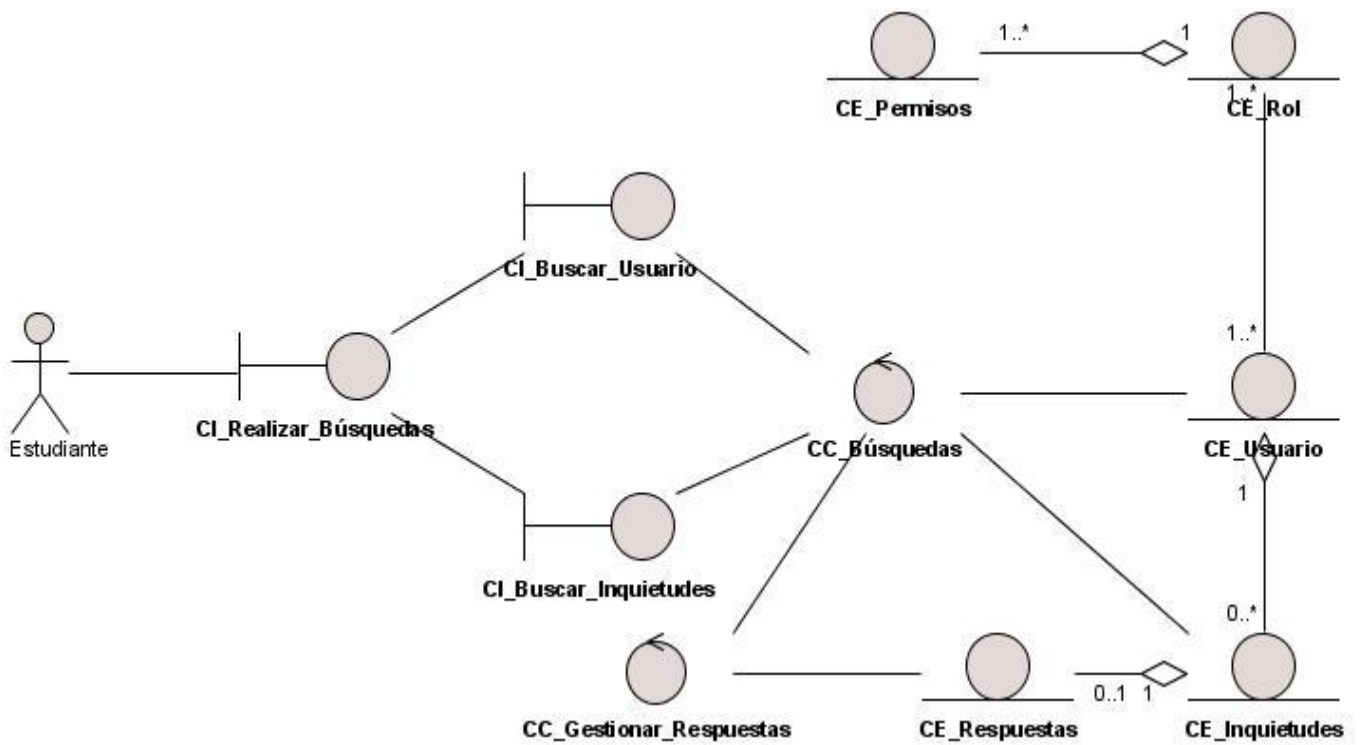 1..*
1
CE_Permisos
1..*
CE_Rol
CI_Buscar_Usuario
1..*
Estudiante
CI_Realizar_Búsquedas
CC_Búsquedas
CE_Usuario
1
CI_Buscar_Inquietudes
0..*
0..1
1
CC_Gestionar_Respuestas
CE_Respuestas
CE_Inquietudes